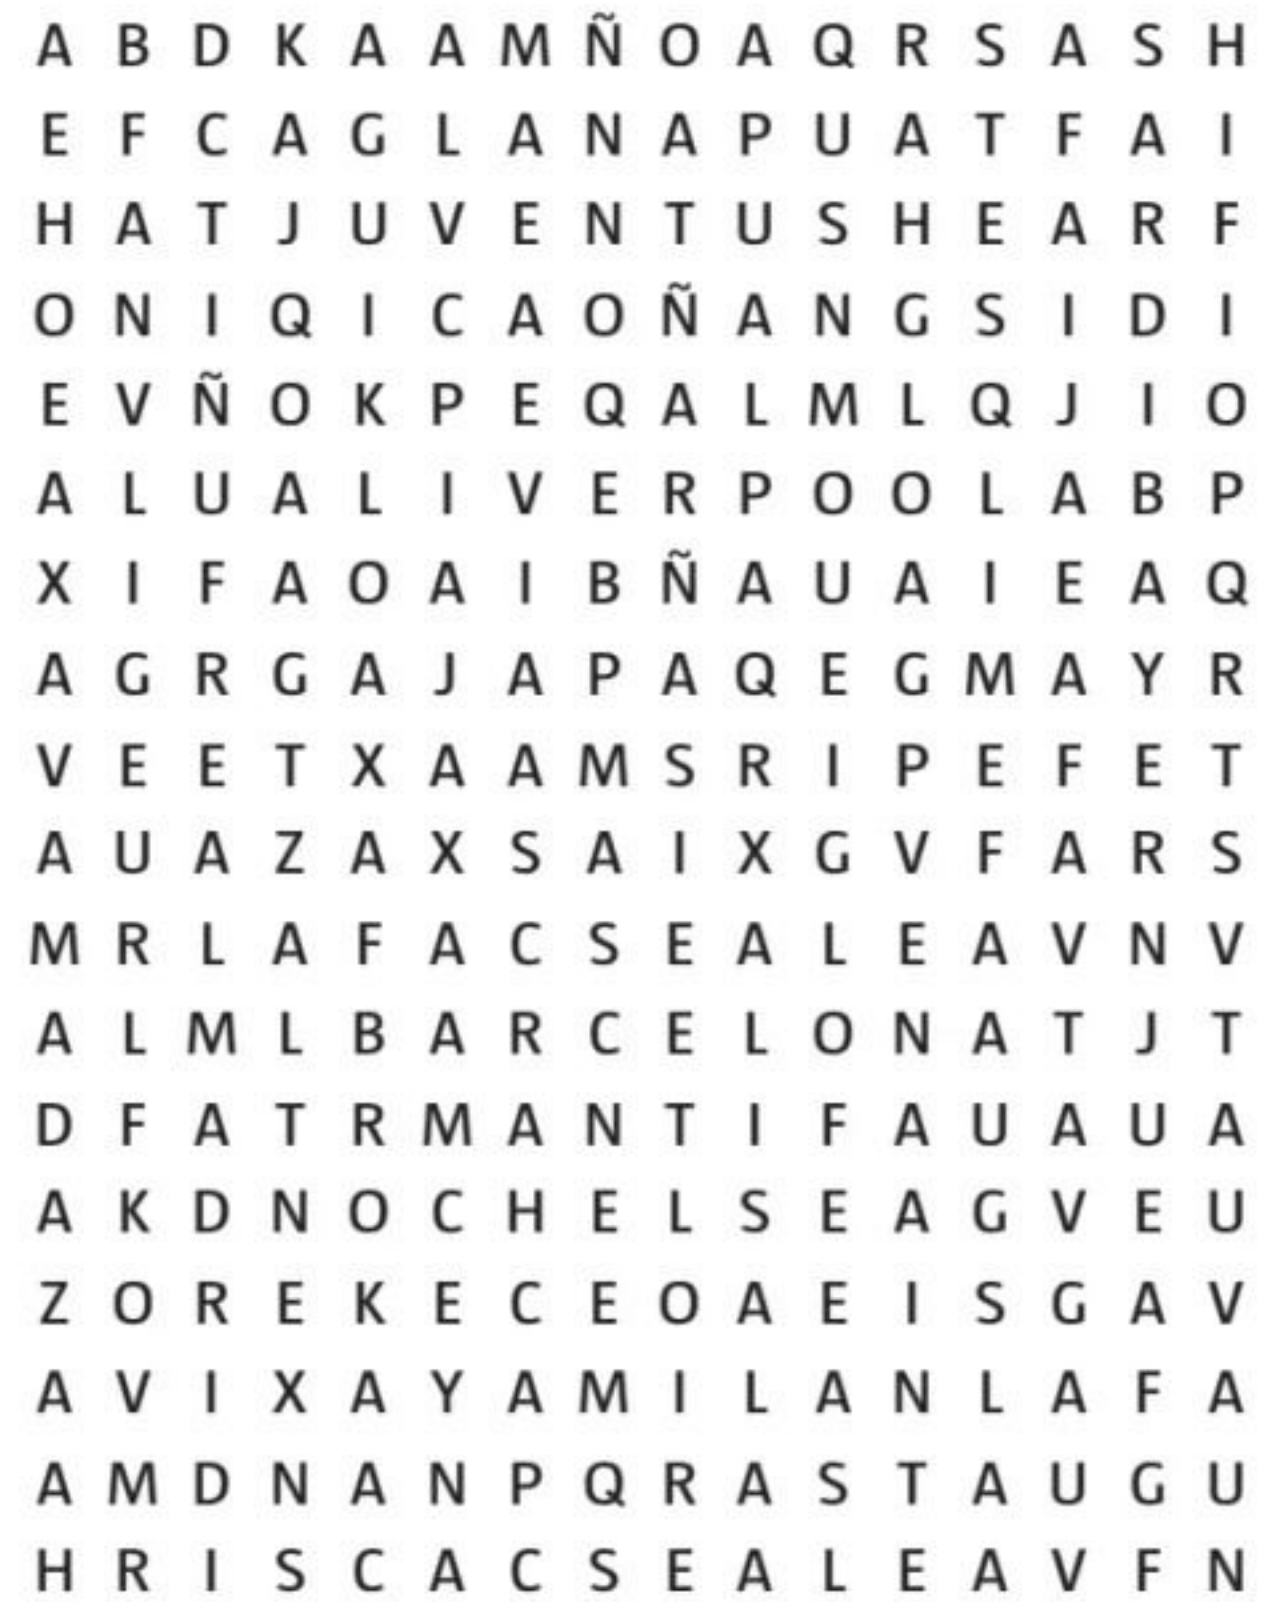 A B D K A A M Ñ O A Q R S A S H
E F C A G L A N A P U A T F A I
H A T J U V E N T U S H E A R F
O N I Q I C A O Ñ A N G S I D I
E V Ñ O K P E Q A L M L Q J I O
A L U A L I V E R P O O L A B P
X I F A O A I B Ñ A U A I E A Q
A G R G A J A P A Q E G M A Y R
V E E T X A A M S R I P E F E T
A U A Z A X S A I X G V F A R S
M R L A F A C S E A L E A V N V
A L M L B A R C E L O N A T J T
D F A T R M A N T I F A U A U A
A K D N O C H E L S E A G V E U
Z O R E K E C E O A E I S G A V
A V I X A Y A M I L A N L A F A
A M D N A N P Q R A S T A U G U
H R I S C A C S E A L E A V F N